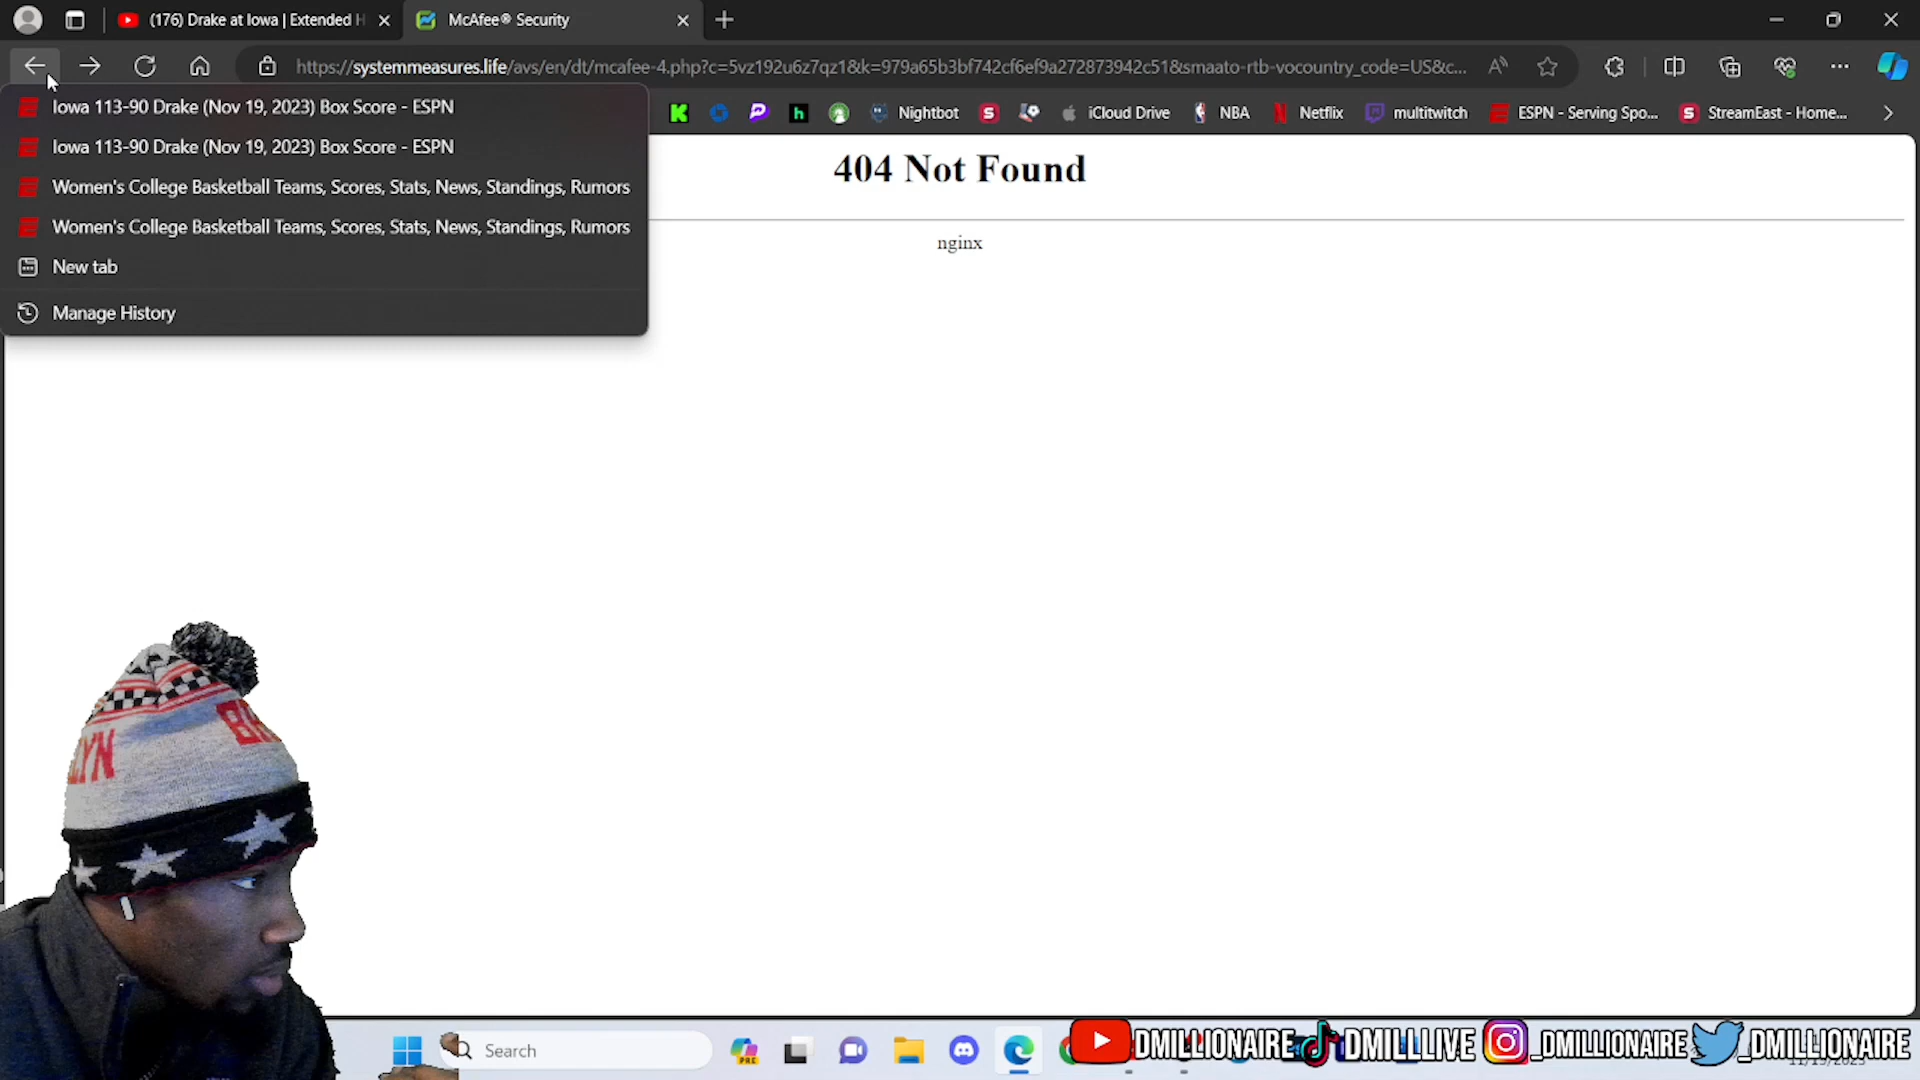 (176) Drake at Iowa | Extended H
McAfee® Security
https://systemmeasures.life/avs/en/dt/mcafee-4.php?c=5vz192u6z7qz1&k=979a65b3bf742cf6ef9a272873942c51&smaato-rtb-vocountry_code=US&c...
Iowa 113-90 Drake (Nov 19, 2023) Box Score - ESPN
Nightbot
iCloud Drive
NBA
Netflix
multitwitch
ESPN - Serving Spo...
StreamEast - Home...
Iowa 113-90 Drake (Nov 19, 2023) Box Score - ESPN
Women's College Basketball Teams, Scores, Stats, News, Standings, Rumors
Women's College Basketball Teams, Scores, Stats, News, Standings, Rumors
New tab
Manage History
404 Not Found
nginx
Search
DMILLIONAIRE
DMILLLIVE
_DMILLIONAIRE
_DMILLIONAIRE